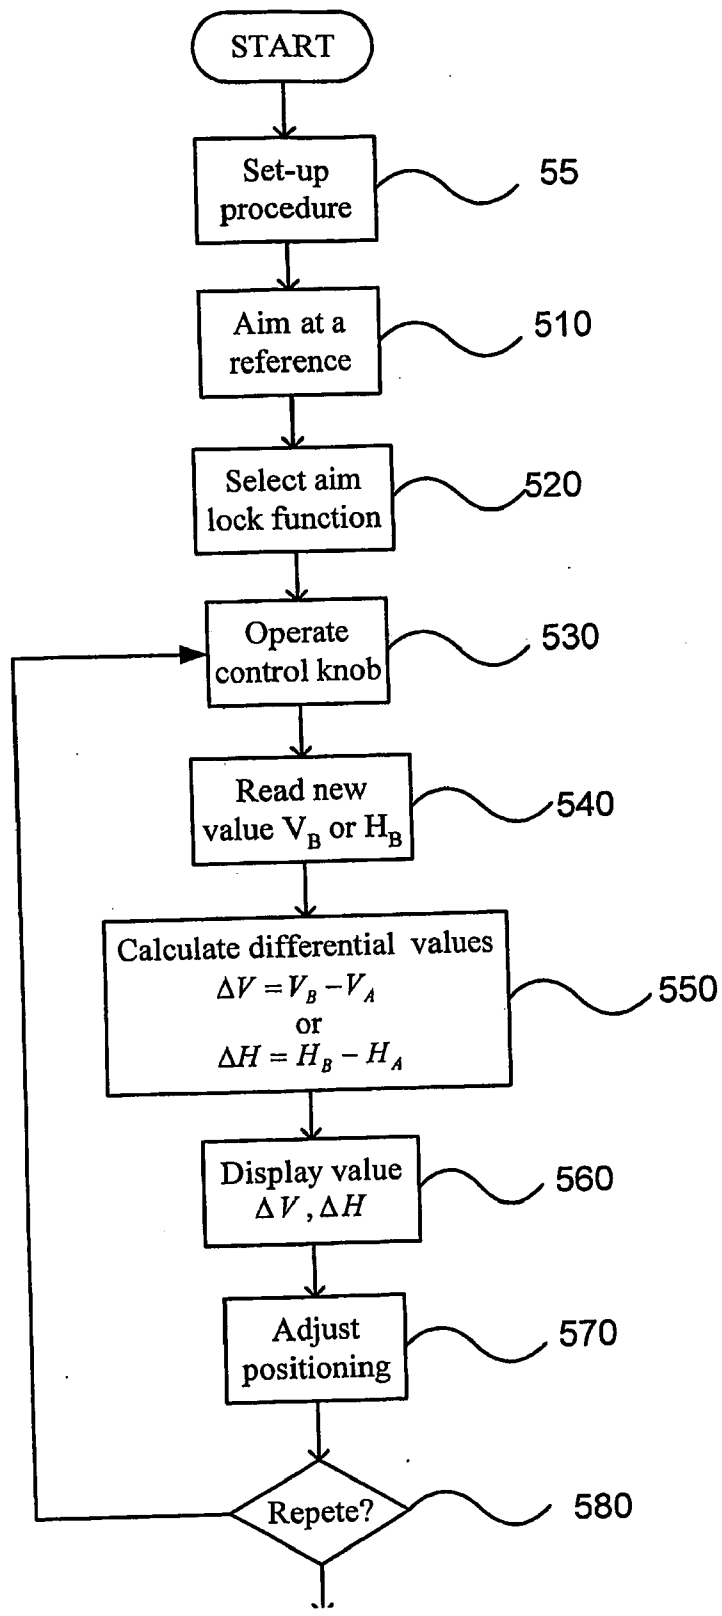 START
Set-up
procedure
55
Aim at a
reference
510
Select aim
lock function
520
Operate
control knob
530
Read new
value V_B or H_B
540
Calculate differential values
ΔV = V_B − V_A
or
ΔH = H_B − H_A
550
Display value
ΔV , ΔH
560
Adjust
positioning
570
Repete?
580